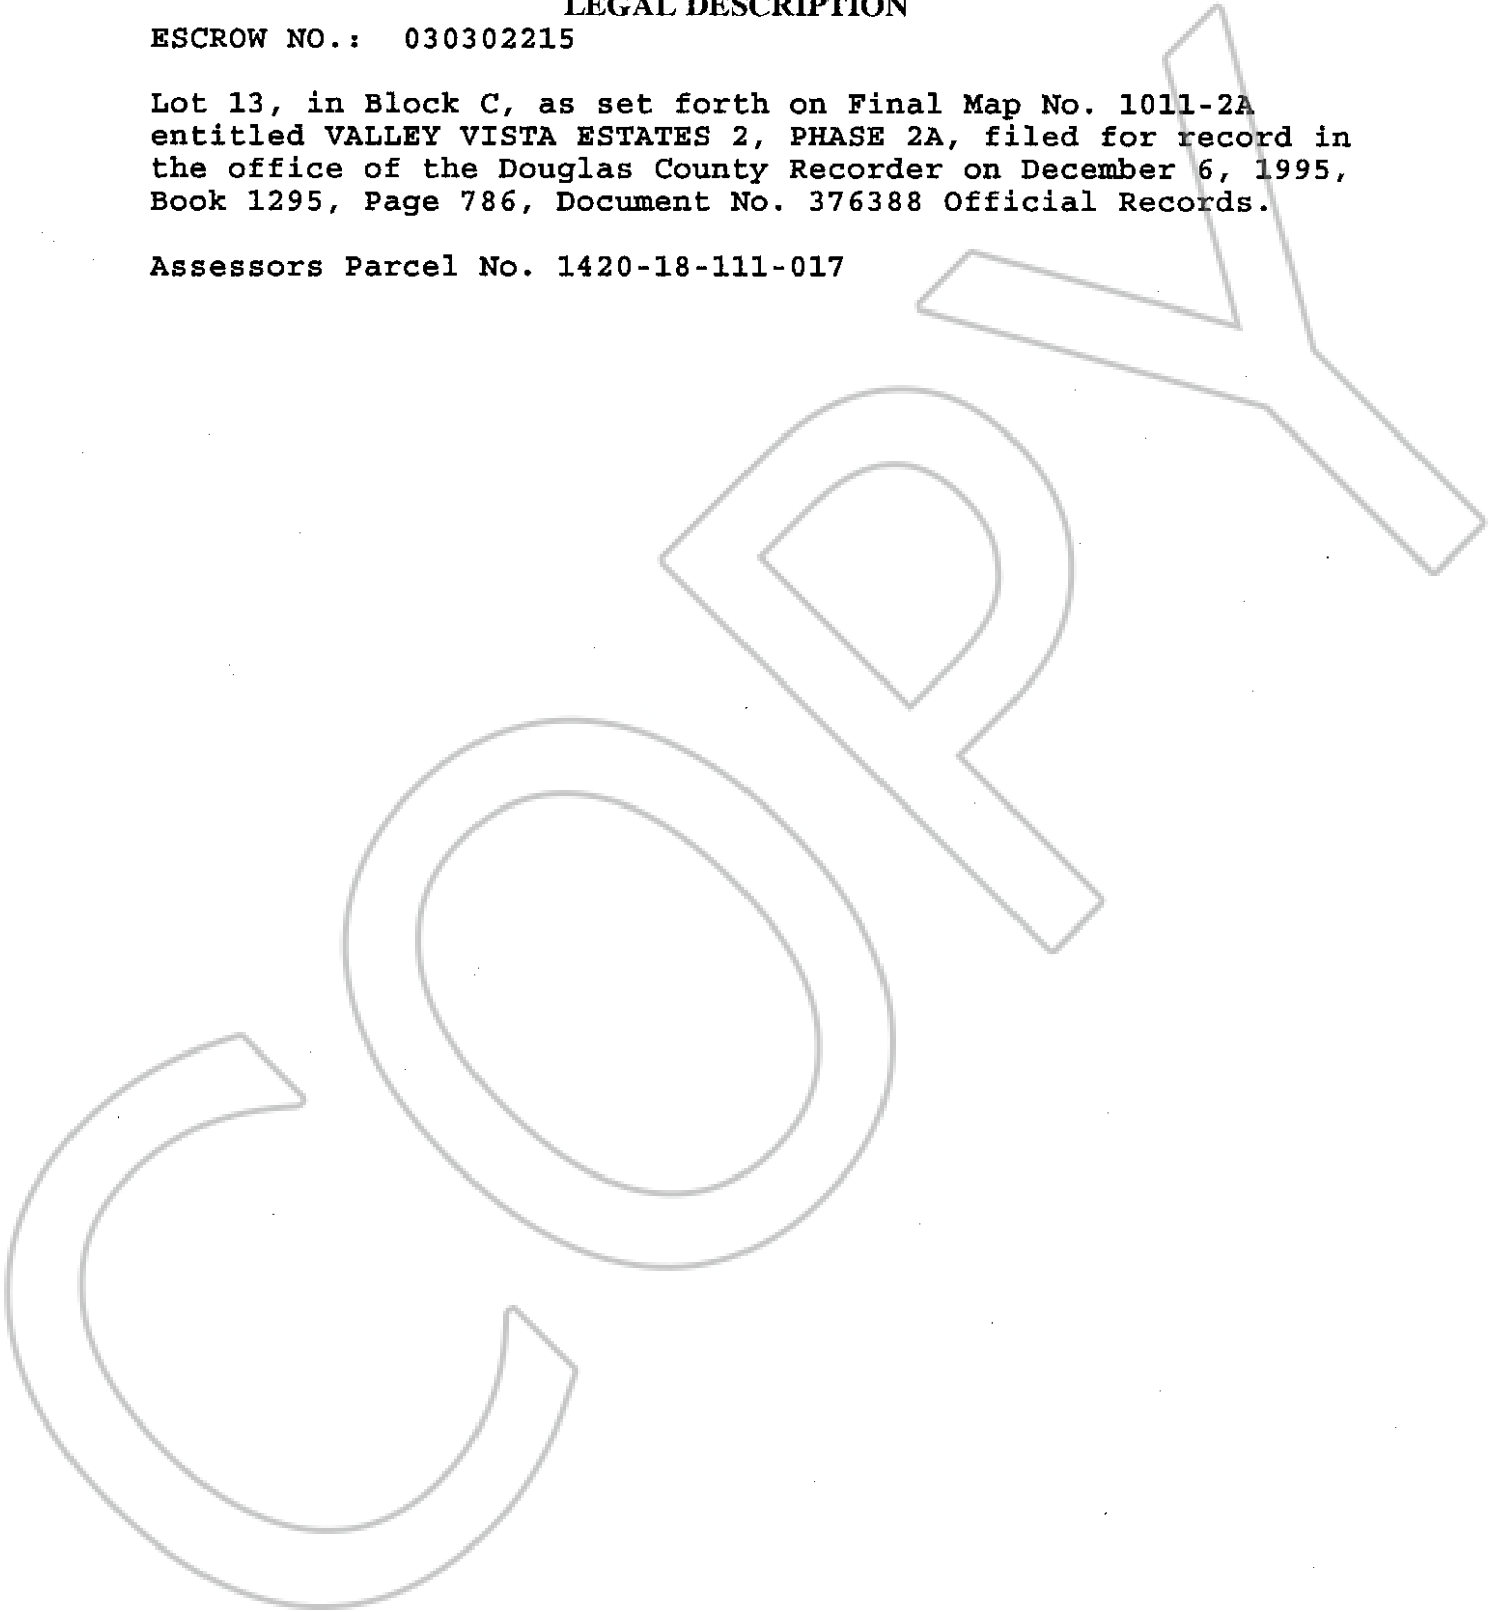 LEGAL DESCRIPTION
ESCROW NO.: 030302215
Lot 13, in Block C, as set forth on Final Map No. 1011-2A
entitled VALLEY VISTA ESTATES 2, PHASE 2A, filed for record in
the office of the Douglas County Recorder on December 6, 1995,
Book 1295, Page 786, Document No. 376388 Official Records.
Assessors Parcel No. 1420-18-111-017
COPY